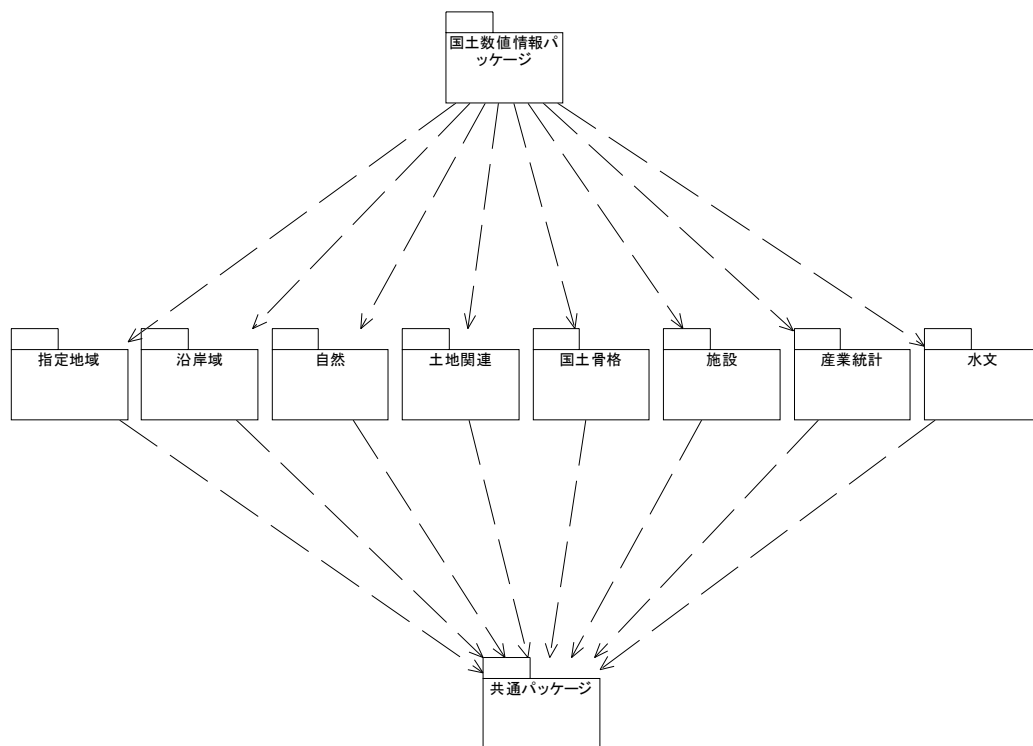 国土数値情報パ
ッケージ
指定地域
沿岸域
自然
土地関連
国土骨格
施設
産業統計
水文
共通パッケージ